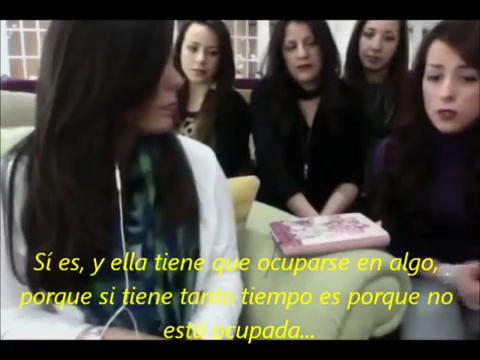 Sí es, y ella tiene que ocuparse en algo,
porque si tiene tanto tiempo es porque no
está ocupada...